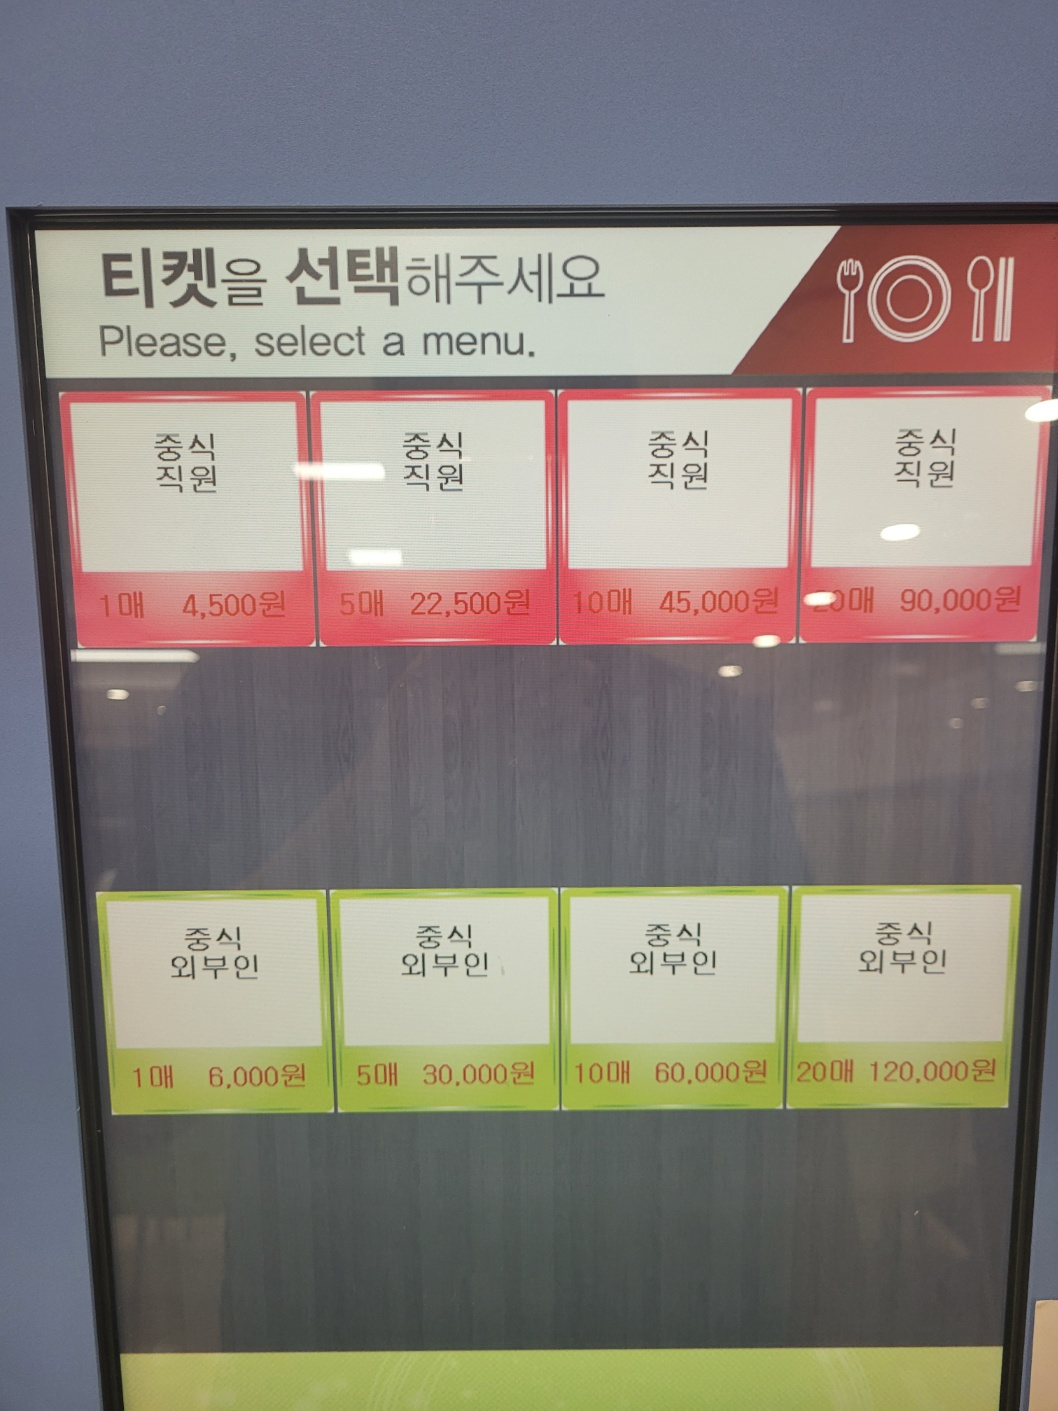 티켓을 선택해주세요
Please, select a menu.
중식
직원
1매 4,500원
중식
직원
5매 22,500원
중식
직원
10매 45,000원
중식
직원
20매 90,000원
중식
외부인
1매 6,000원
중식
외부인
5매 30,000원
중식
외부인
10매 60,000원
중식
외부인
20매 120,000원